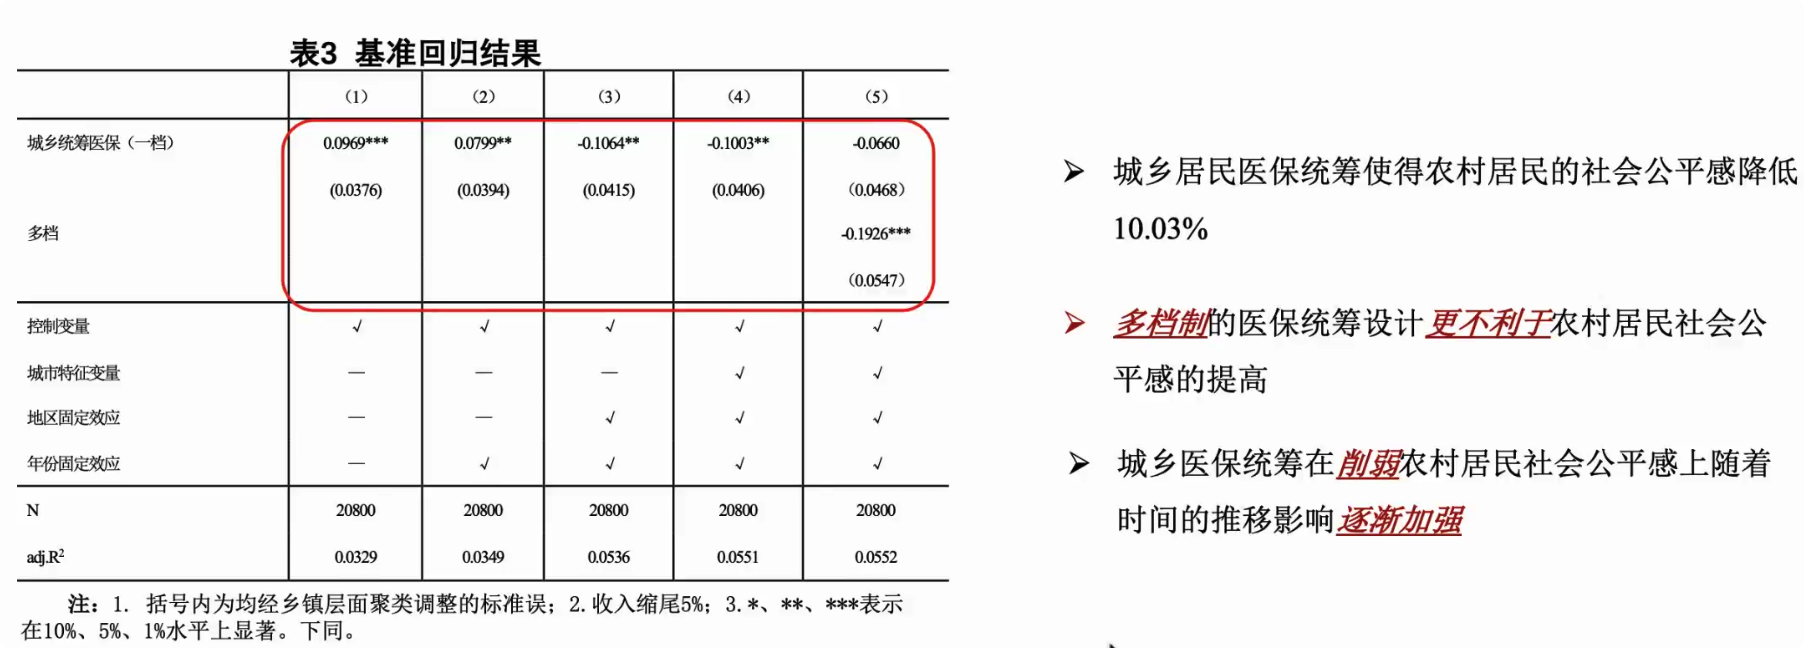 表3 基准回归结果
（1） （2） （3） （4） （5）
城乡统筹医保（一档） 0.0969*** 0.0799** -0.1064** -0.1003** -0.0660
(0.0376) (0.0394) (0.0415) (0.0406) （0.0468）
多档 -0.1926***
（0.0547）
控制变量 √ √ √ √ √
城市特征变量 — — — √ √
地区固定效应 — — √ √ √
年份固定效应 — √ √ √ √
N 20800 20800 20800 20800 20800
adj.R² 0.0329 0.0349 0.0536 0.0551 0.0552
注：1. 括号内为均经乡镇层面聚类调整的标准误；2.收入缩尾5%；3.*、**、***表示
在10%、5%、1%水平上显著。下同。
城乡居民医保统筹使得农村居民的社会公平感降低
10.03%
多档制的医保统筹设计更不利于农村居民社会公
平感的提高
城乡医保统筹在削弱农村居民社会公平感上随着
时间的推移影响逐渐加强